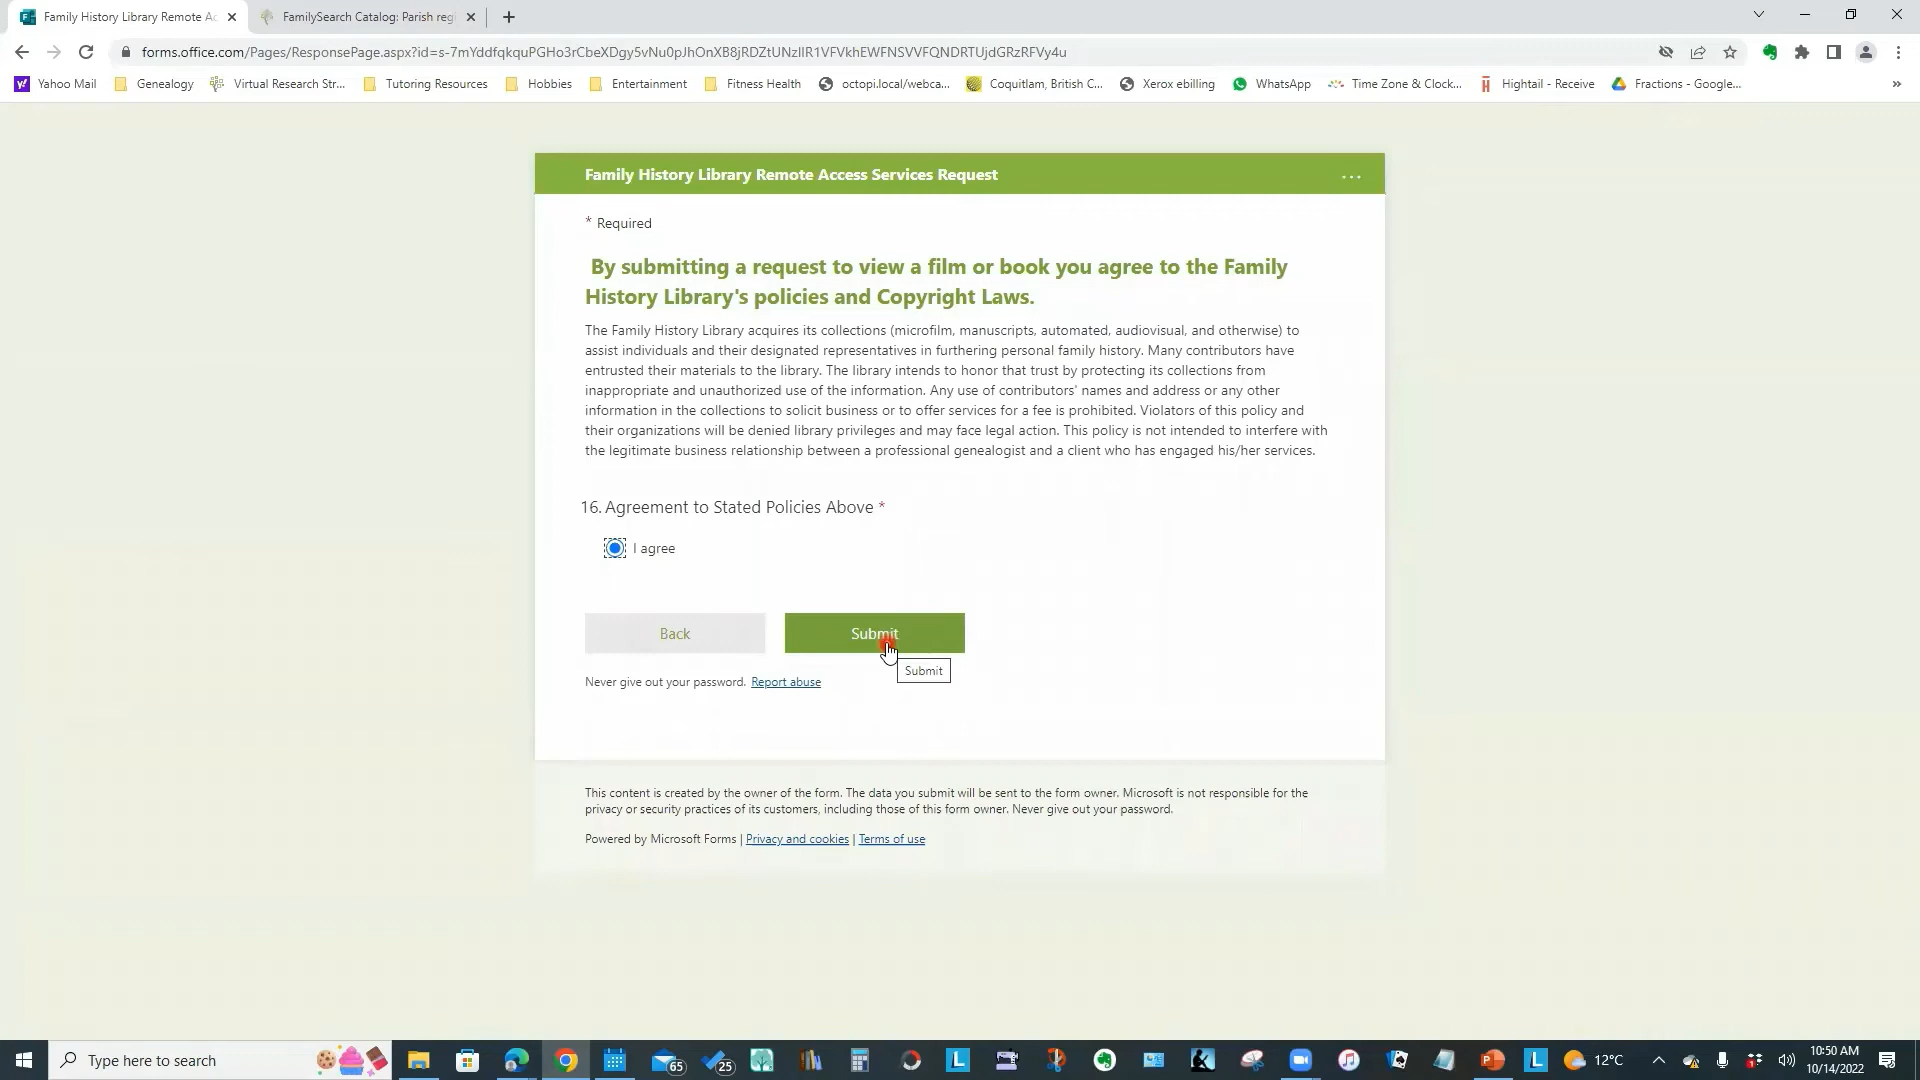 Family History Library Remote Ac
FamilySearch Catalog: Parish reg
forms.office.com/Pages/ResponsePage.aspx?id=s-7mYddfqkquPGHo3rCbeXDgy5vNu0pJhOnXB8jRDZtUNzlIR1VFVkhEWFNSVVFQNDRTUjdGRzRFVy4u
Yahoo Mail Genealogy Virtual Research Str... Tutoring Resources Hobbies Entertainment Fitness Health octopi.local/webca... Coquitlam, British C... Xerox ebilling WhatsApp Time Zone & Clock... Hightail - Receive Fractions - Google... »
Family History Library Remote Access Services Request ...
* Required
By submitting a request to view a film or book you agree to the Family
History Library's policies and Copyright Laws.
The Family History Library acquires its collections (microfilm, manuscripts, automated, audiovisual, and otherwise) to
assist individuals and their designated representatives in furthering personal family history. Many contributors have
entrusted their materials to the library. The library intends to honor that trust by protecting its collections from
inappropriate and unauthorized use of the information. Any use of contributors' names and address or any other
information in the collections to solicit business or to offer services for a fee is prohibited. Violators of this policy and
their organizations will be denied library privileges and may face legal action. This policy is not intended to interfere with
the legitimate business relationship between a professional genealogist and a client who has engaged his/her services.
16. Agreement to Stated Policies Above *
I agree
Back Submit
Submit
Never give out your password. Report abuse
This content is created by the owner of the form. The data you submit will be sent to the form owner. Microsoft is not responsible for the
privacy or security practices of its customers, including those of this form owner. Never give out your password.
Powered by Microsoft Forms | Privacy and cookies | Terms of use
Type here to search
65
25
12°C
10:50 AM
10/14/2022